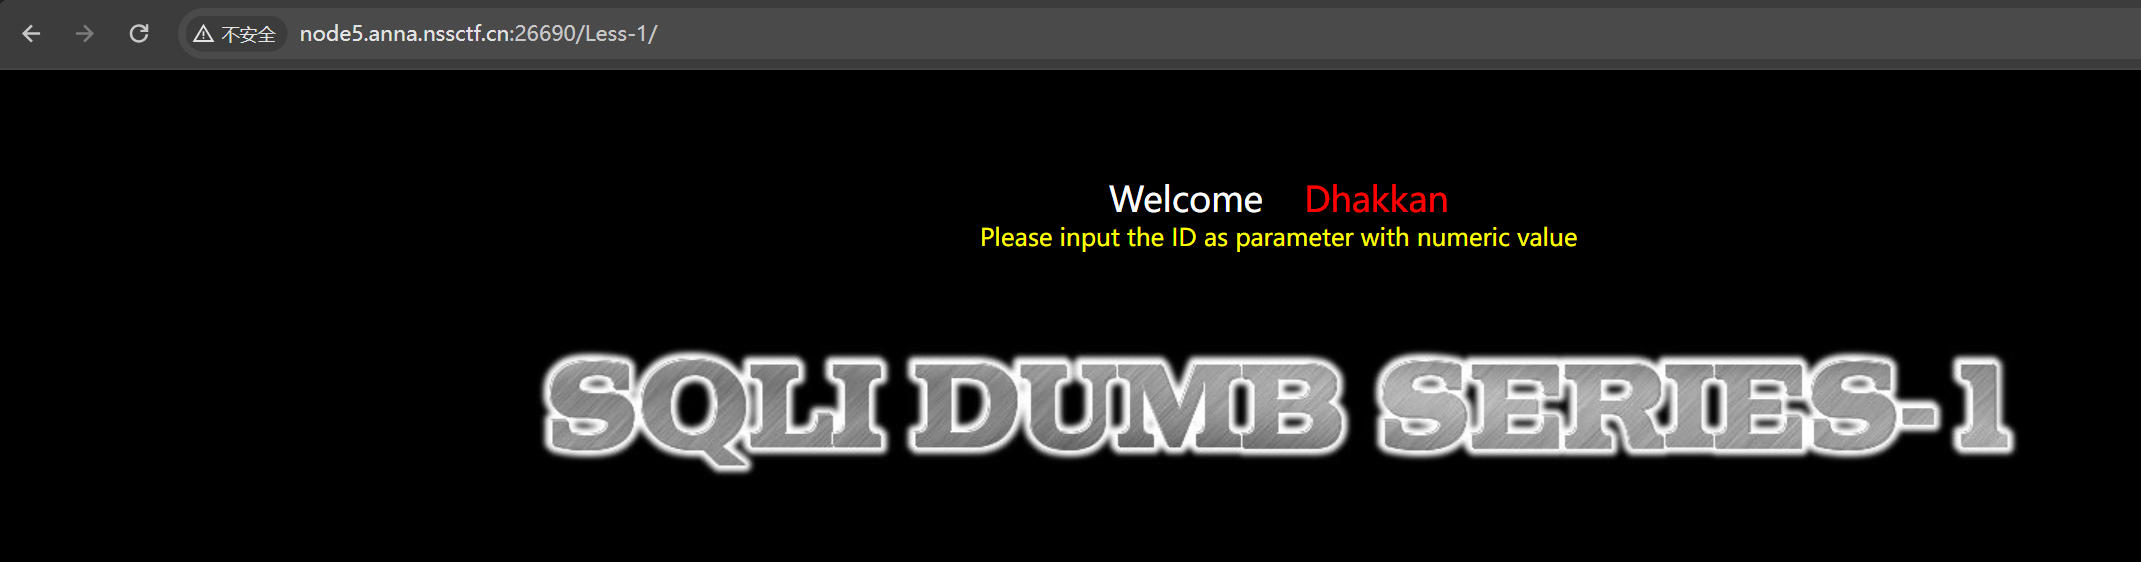 不安全 node5.anna.nssctf.cn:26690/Less-1/
Welcome Dhakkan
Please input the ID as parameter with numeric value
SQLI DUMB SERIES-1